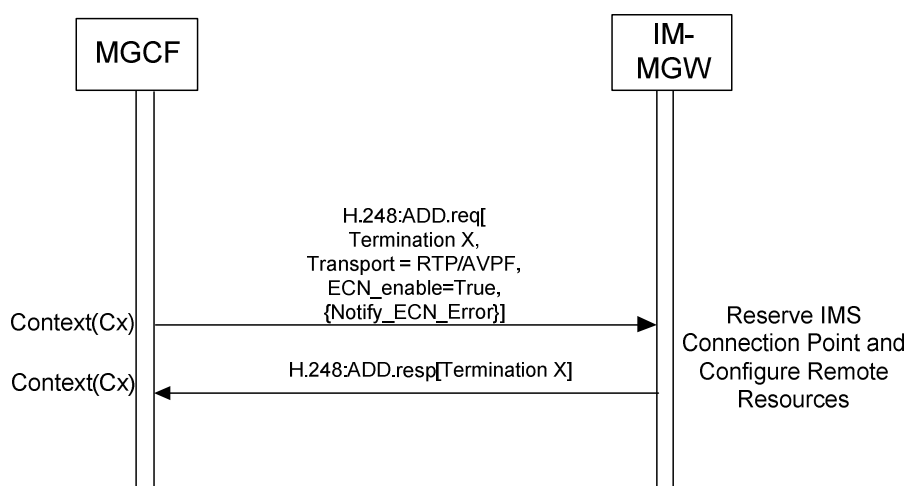 MGCF
IM-
MGW
H.248:ADD.req[
Termination X,
Transport = RTP/AVPF,
ECN_enable=True,
{Notify_ECN_Error}]
Context(Cx)
Reserve IMS
Connection Point and
Configure Remote
Resources
H.248:ADD.resp[Termination X]
Context(Cx)